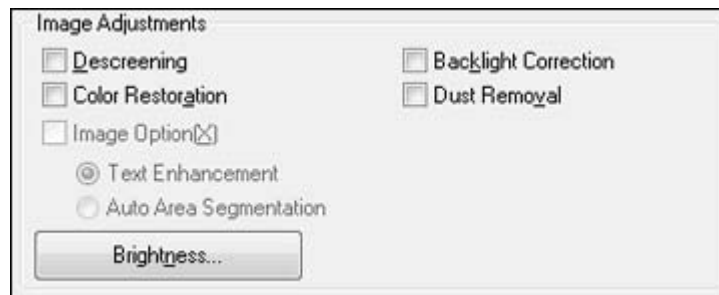 Image Adjustments
Descreening
Backlight Correction
Color Restoration
Dust Removal
Image Option(X)
Text Enhancement
Auto Area Segmentation
Brightness...